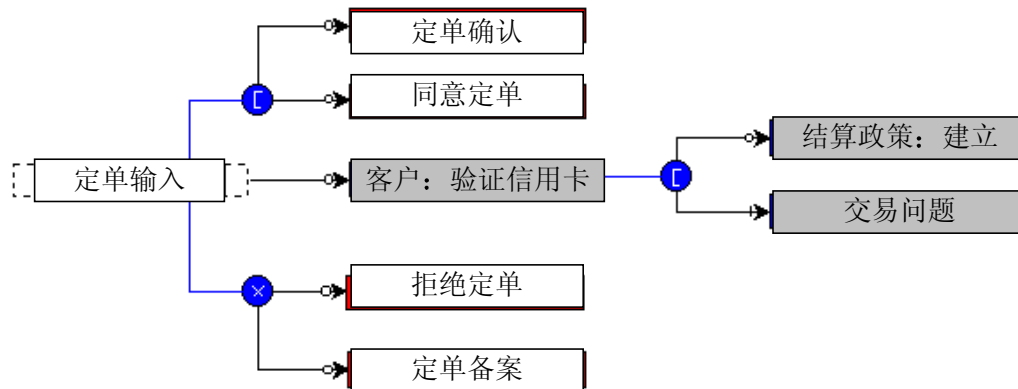 定单确认
同意定单
定单输入
客户：验证信用卡
结算政策：建立
交易问题
拒绝定单
定单备案